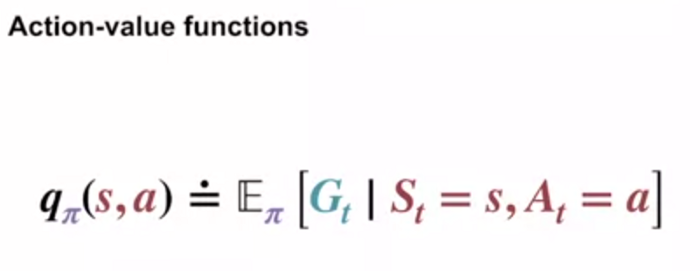 Action-value functions
qπ(s, a) ≐ 𝔼π [Gt | St = s, At = a]